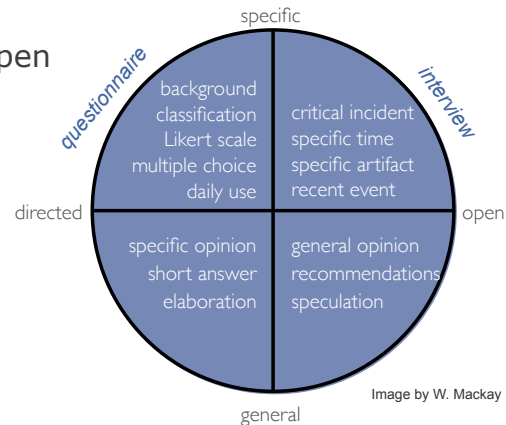 specific
pen
questionnaire
interview
background
classification
Likert scale
multiple choice
daily use
critical incident
specific time
specific artifact
recent event
directed
open
specific opinion
short answer
elaboration
general opinion
recommendations
speculation
Image by W. Mackay
general